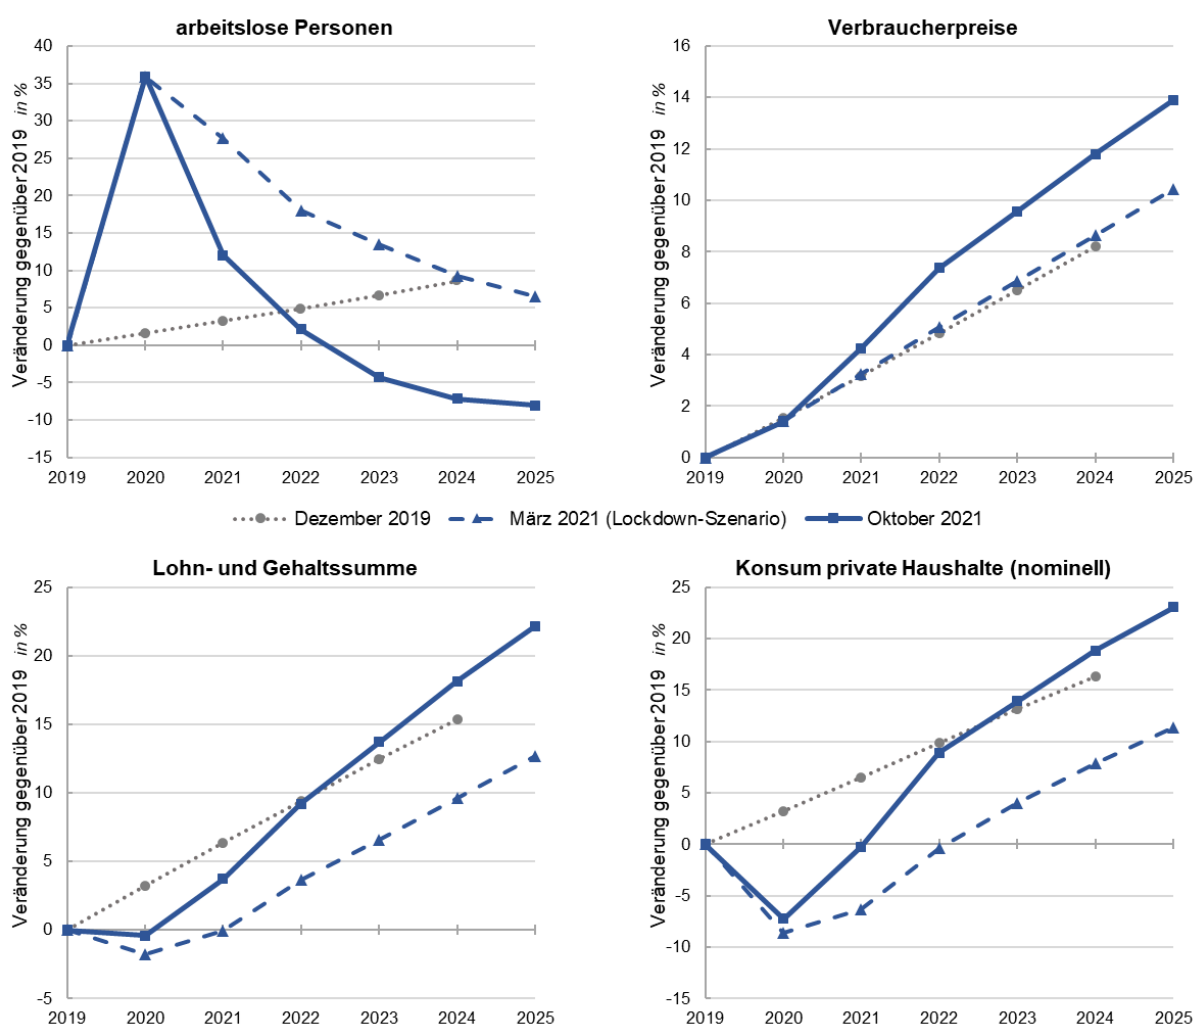 arbeitslose Personen
Veränderung gegenüber 2019 in %
40
35
30
25
20
15
10
5
0
-5
-10
-15
2019 2020 2021 2022 2023 2024 2025
Verbraucherpreise
Veränderung gegenüber 2019 in %
16
14
12
10
8
6
4
2
0
2019 2020 2021 2022 2023 2024 2025
Dezember 2019 März 2021 (Lockdown-Szenario) Oktober 2021
Lohn- und Gehaltssumme
Veränderung gegenüber 2019 in %
25
20
15
10
5
0
-5
2019 2020 2021 2022 2023 2024 2025
Konsum private Haushalte (nominell)
Veränderung gegenüber 2019 in %
25
20
15
10
5
0
-5
-10
-15
2019 2020 2021 2022 2023 2024 2025